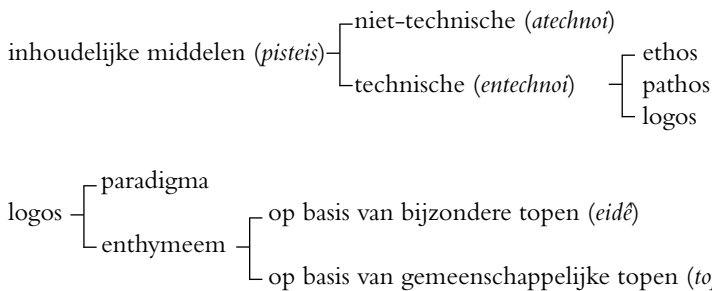 niet-technische (atechnoi)
inhoudelijke middelen (pisteis)
ethos
technische (entechnoi)
pathos
logos
paradigma
logos
op basis van bijzondere topen (eidê)
enthymeem
op basis van gemeenschappelijke topen